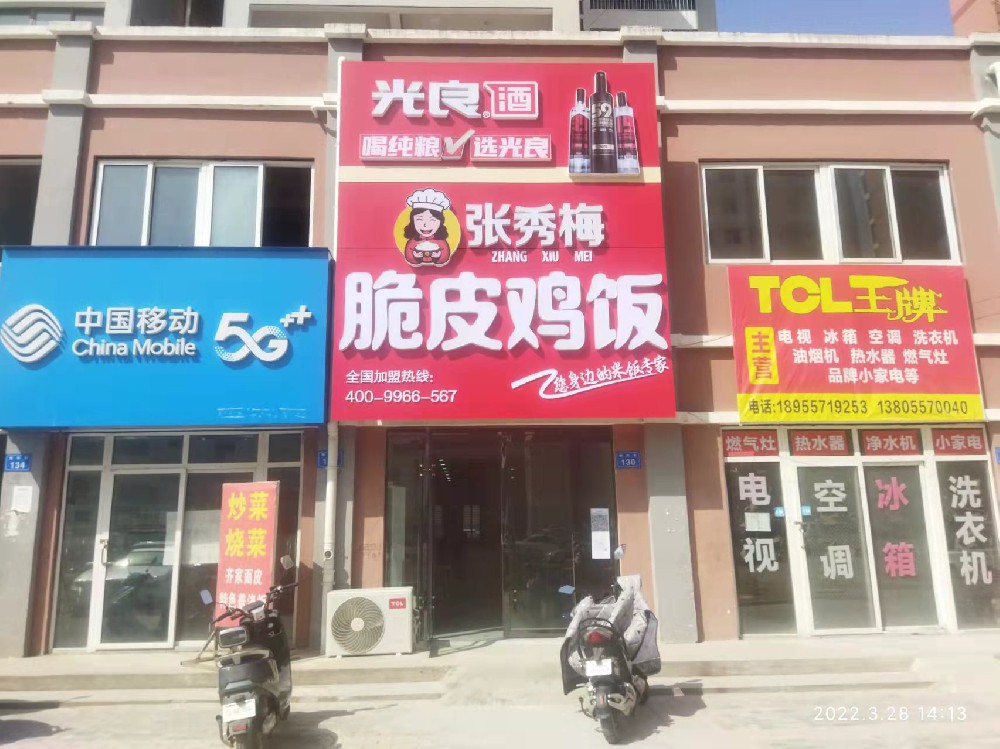 光良®酒
喝纯粮 选光良
张秀梅
ZHANG XIU MEI
脆皮鸡饭
全国加盟热线:
400-9966-567
您身边的米饭专家
中国移动
China Mobile
5G++
TCL王牌
主营
电视 冰箱 空调 洗衣机
油烟机 热水器 燃气灶
品牌小家电等
电话:18955719253 13805570040
燃气灶 热水器 净水机 小家电
电视
空调
冰箱
洗衣机
134
130
炒菜
烧菜
齐家面皮
TCL
2022.3.28 14:13